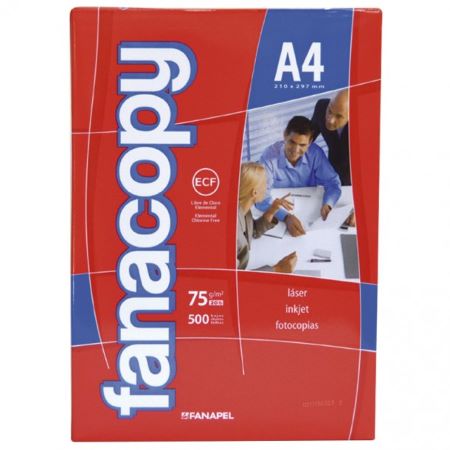 fanacopy
A4
210 x 297 mm
ECF
Libre de Cloro
Elemental
Elemental
Chlorine Free
75 g/m²
500
láser
inkjet
fotocopias
FANAPEL